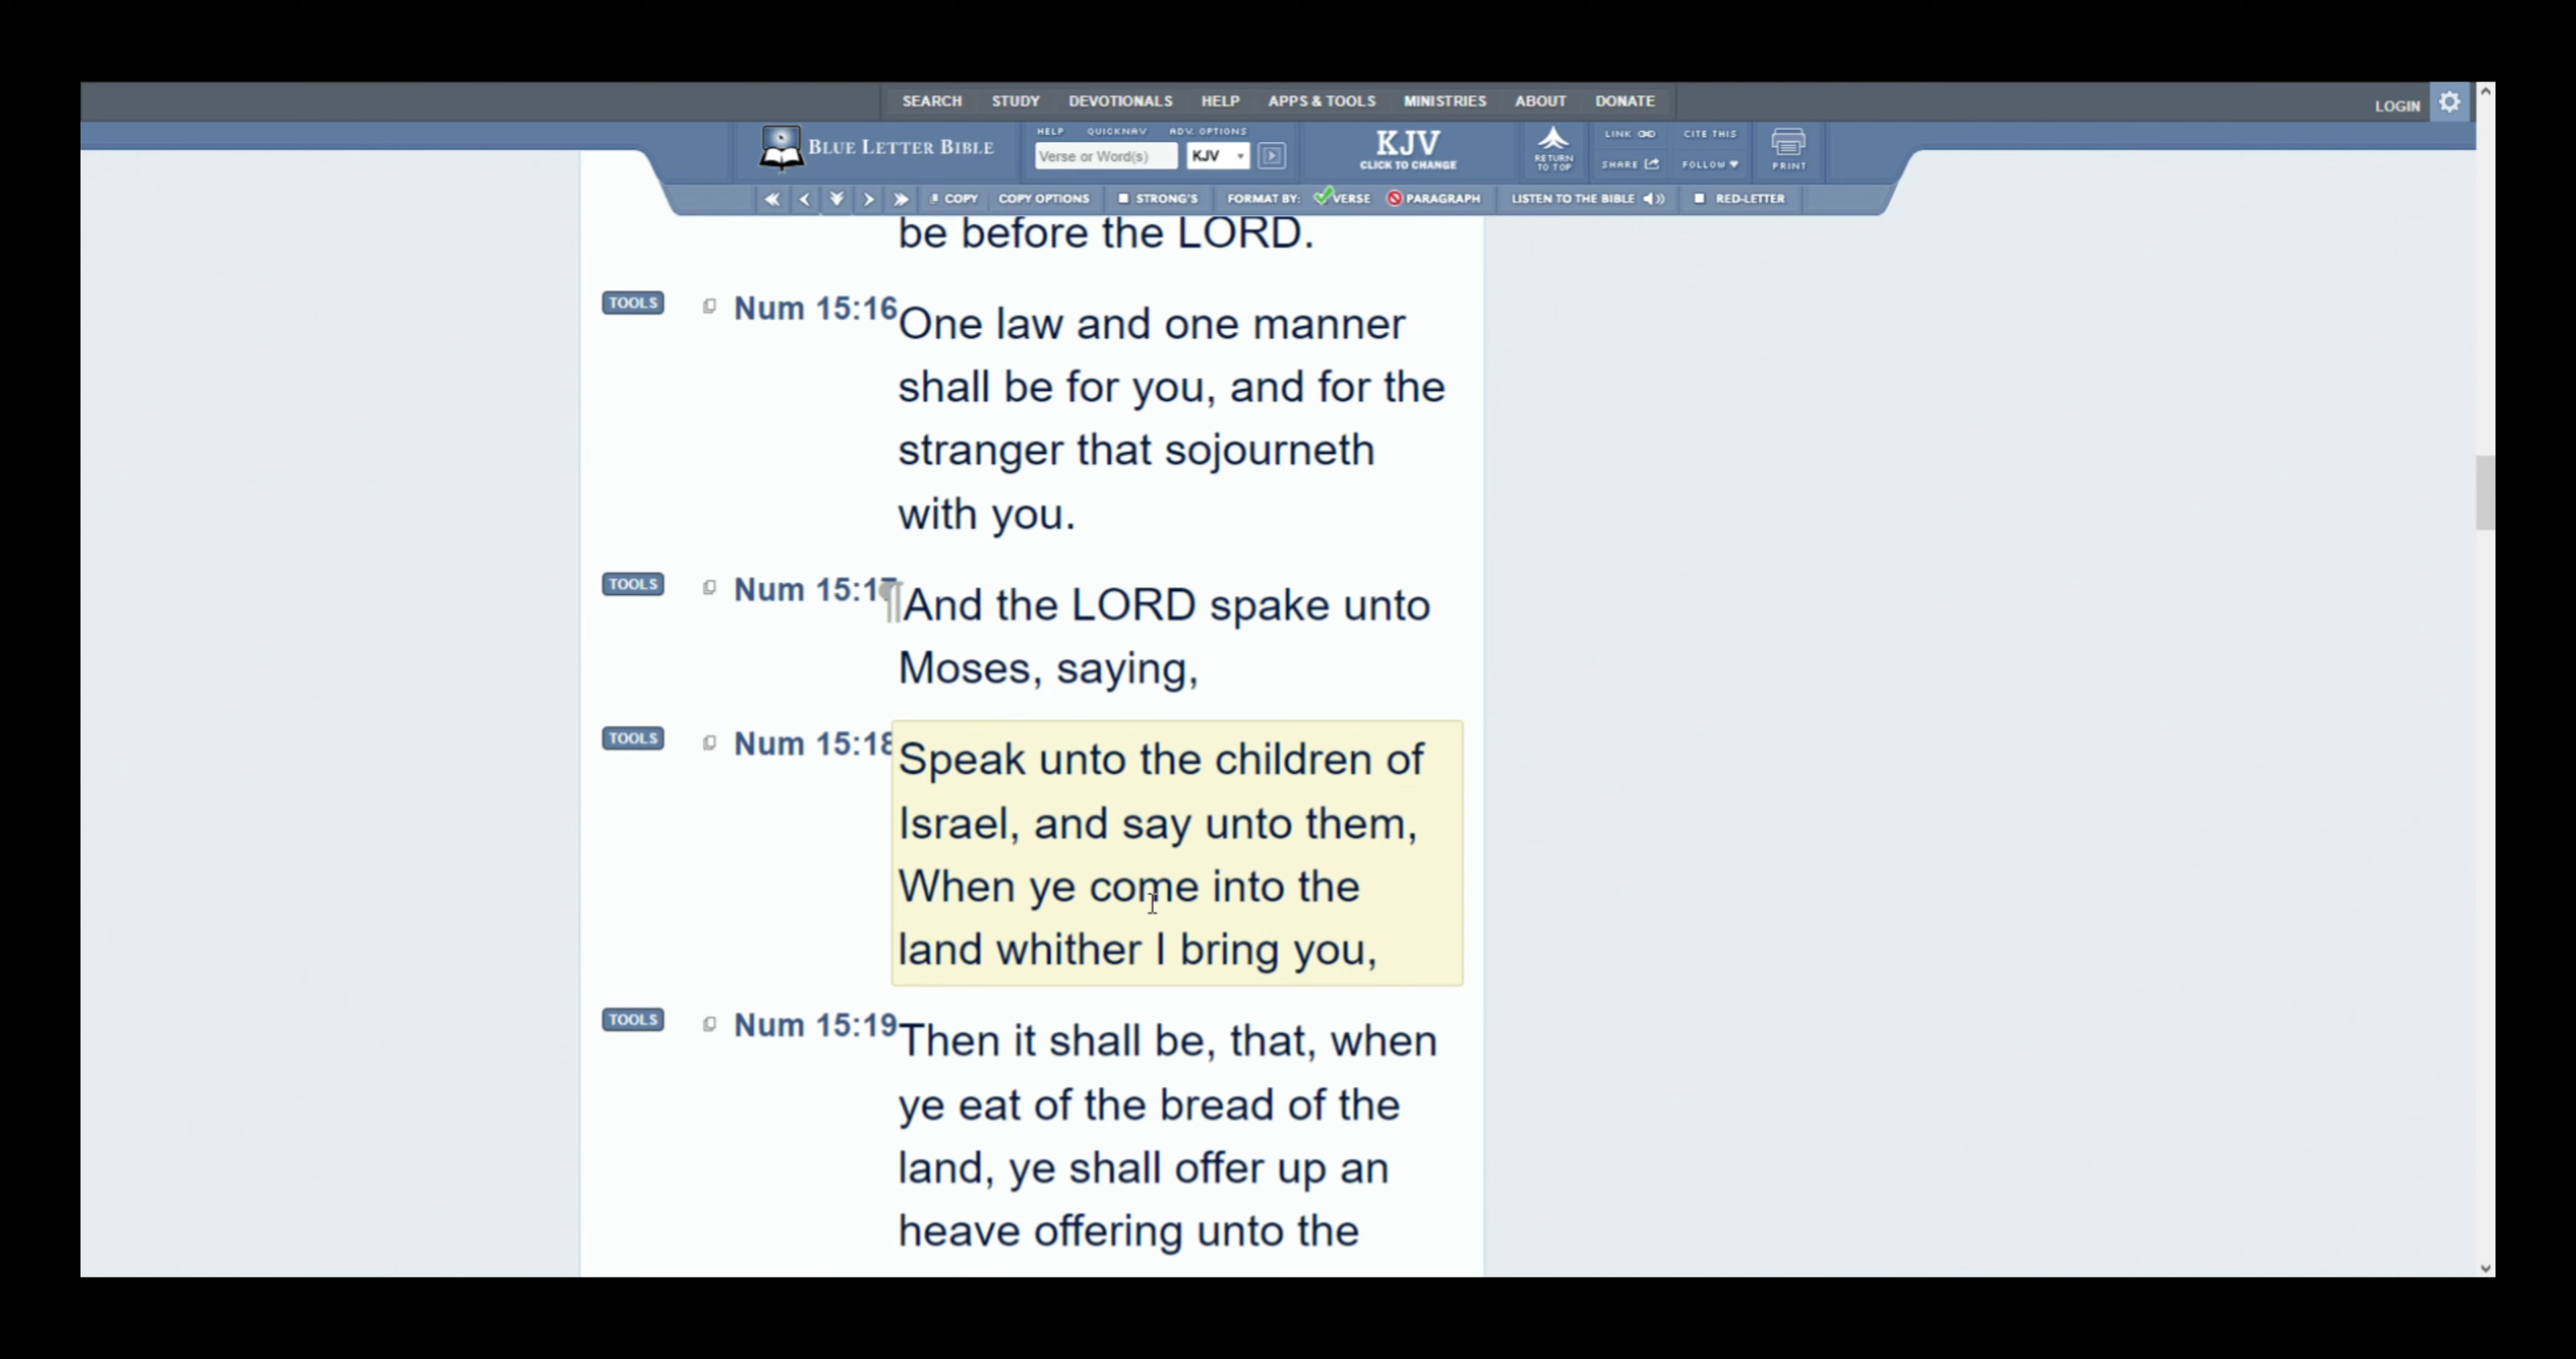 SEARCH STUDY DEVOTIONALS HELP APPS & TOOLS MINISTRIES ABOUT DONATE LOGIN
BLUE LETTER BIBLE
HELP QUICKNAV ADV. OPTIONS
Verse or Word(s) KJV
KJV
CLICK TO CHANGE
RETURN
TO TOP
LINK CITE THIS
SHARE FOLLOW
PRINT
COPY COPY OPTIONS STRONG'S FORMAT BY: VERSE PARAGRAPH LISTEN TO THE BIBLE RED-LETTER
be before the LORD.
TOOLS Num 15:16 One law and one manner
shall be for you, and for the
stranger that sojourneth
with you.
TOOLS Num 15:17 ¶And the LORD spake unto
Moses, saying,
TOOLS Num 15:18 Speak unto the children of
Israel, and say unto them,
When ye come into the
land whither I bring you,
TOOLS Num 15:19 Then it shall be, that, when
ye eat of the bread of the
land, ye shall offer up an
heave offering unto the